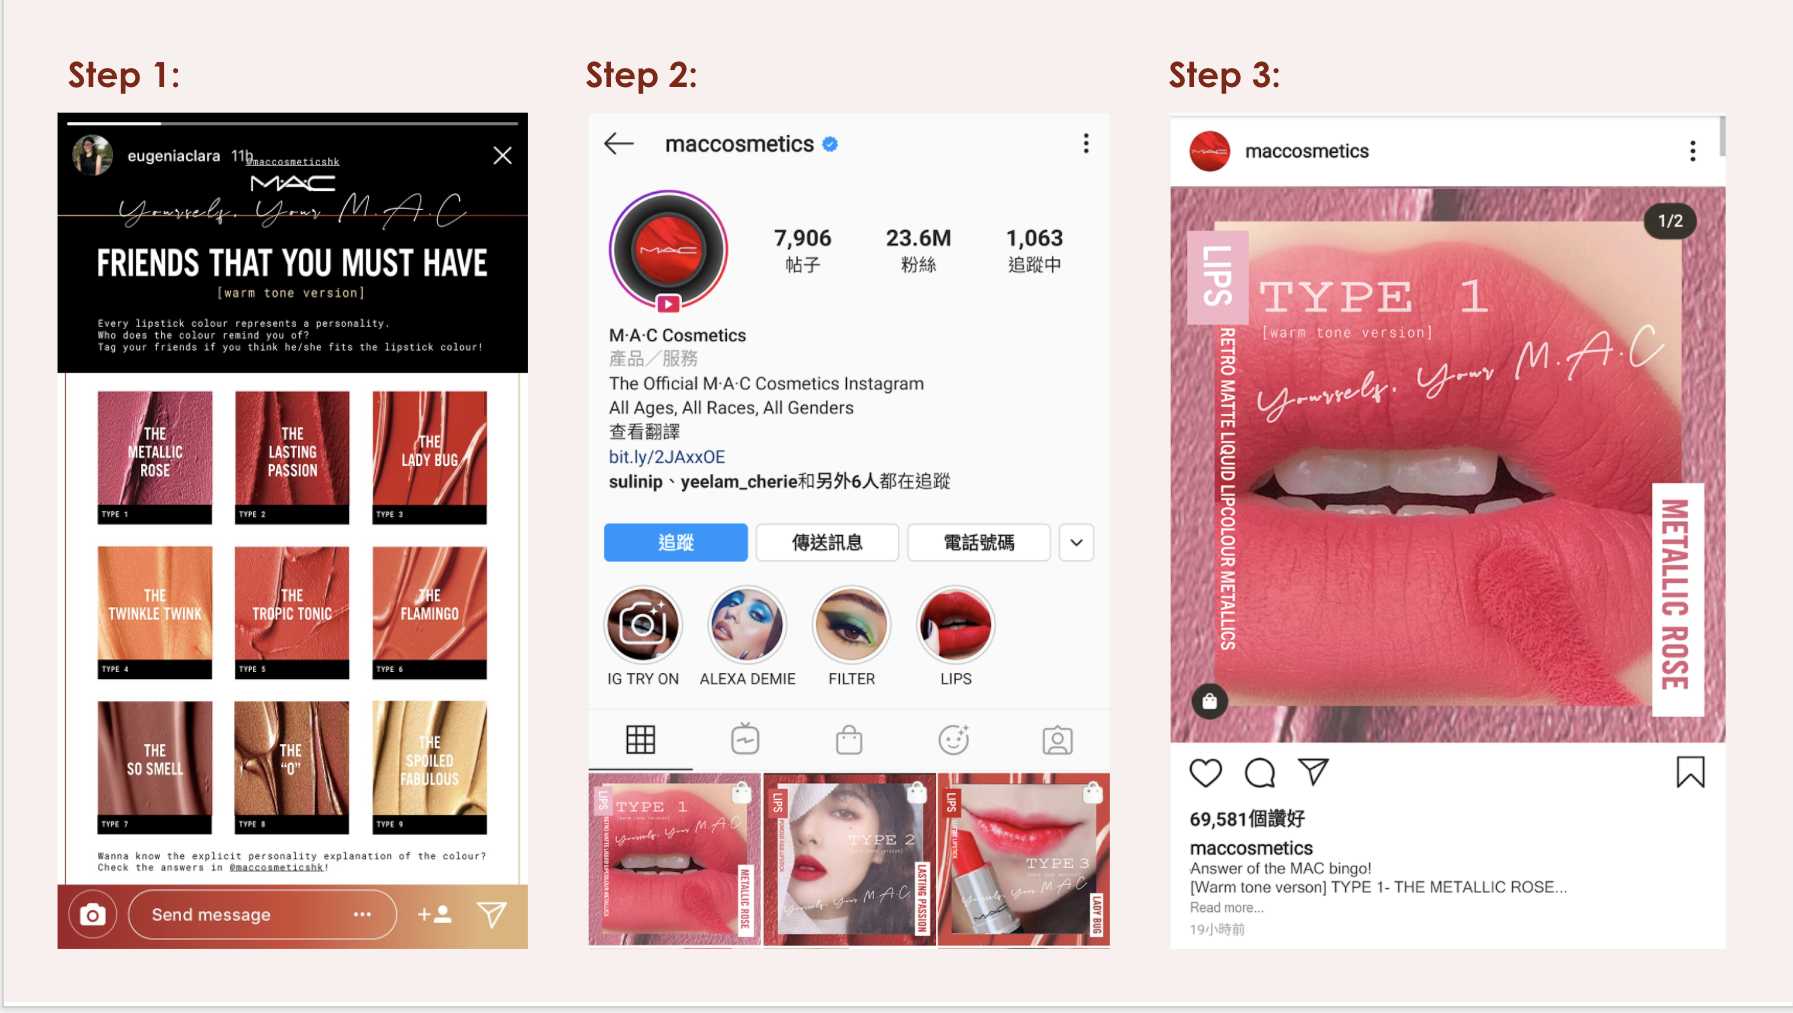 Step 1:
eugeniaclara 11h
@maccosmeticshk
MAC
Yourself, Your M.A.C
FRIENDS THAT YOU MUST HAVE
[warm tone version]
Every lipstick colour represents a personality.
Who does the colour remind you of?
Tag your friends if you think he/she fits the lipstick colour!
THE
METALLIC
ROSE
TYPE 1
THE
LASTING
PASSION
TYPE 2
THE
LADY BUG
TYPE 3
THE
TWINKLE TWINK
TYPE 4
THE
TROPIC TONIC
TYPE 5
THE
FLAMINGO
TYPE 6
THE
SO SMELL
TYPE 7
THE
"O"
TYPE 8
THE
SPOILED
FABULOUS
TYPE 9
Wanna know the explicit personality explanation of the colour?
Check the answers in @maccosmeticshk!
Send message
Step 2:
maccosmetics
MAC
7,906
帖子
23.6M
粉絲
1,063
追蹤中
M·A·C Cosmetics
產品／服務
The Official M·A·C Cosmetics Instagram
All Ages, All Races, All Genders
查看翻譯
bit.ly/2JAxxOE
sulinip、yeelam_cherie和另外6人都在追蹤
追蹤
傳送訊息
電話號碼
IG TRY ON
ALEXA DEMIE
FILTER
LIPS
LIPS
TYPE 1
[warm tone version]
Yourself, Your M.A.C
RETRO MATTE LIQUID LIPCOLOUR METALLICS
METALLIC ROSE
LIPS
TYPE 2
Yourself, Your M.A.C
LASTING PASSION
LIPS
TYPE 3
Yourself, Your M.A.C
MAC
LADY BUG
Step 3:
MAC
maccosmetics
1/2
LIPS
TYPE 1
[warm tone version]
Yourself, Your M.A.C
RETRO MATTE LIQUID LIPCOLOUR METALLICS
METALLIC ROSE
69,581個讚好
maccosmetics
Answer of the MAC bingo!
[Warm tone verson] TYPE 1- THE METALLIC ROSE...
Read more...
19小時前